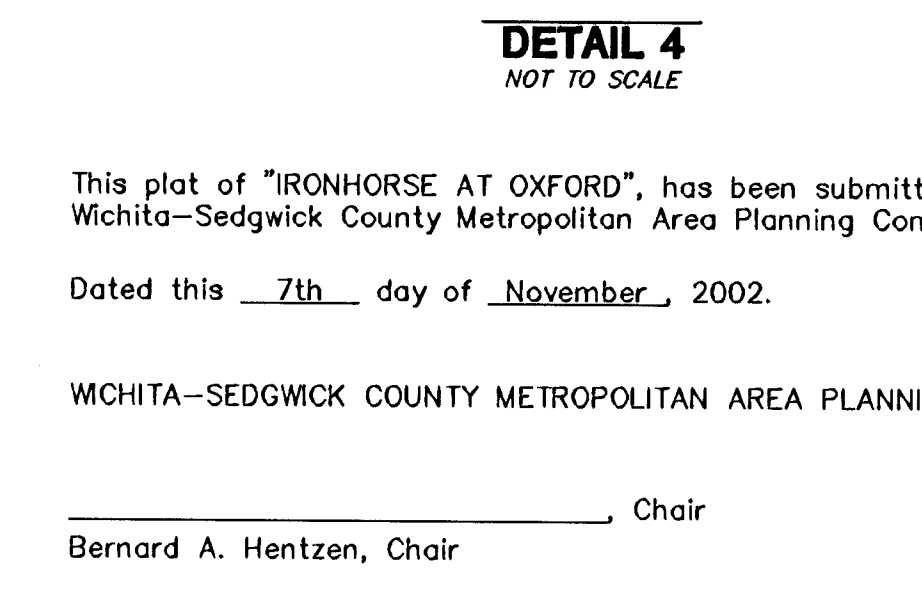 DETAIL 4
NOT TO SCALE
This plat of "IRONHORSE AT OXFORD", has been submitt
Wichita-Sedgwick County Metropolitan Area Planning Com
Dated this 7th day of November, 2002.
WICHITA-SEDGWICK COUNTY METROPOLITAN AREA PLANNI
, Chair
Bernard A. Hentzen, Chair